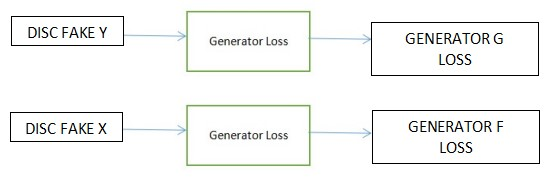 DISC FAKE Y
Generator Loss
GENERATOR G
LOSS
DISC FAKE X
Generator Loss
GENERATOR F
LOSS